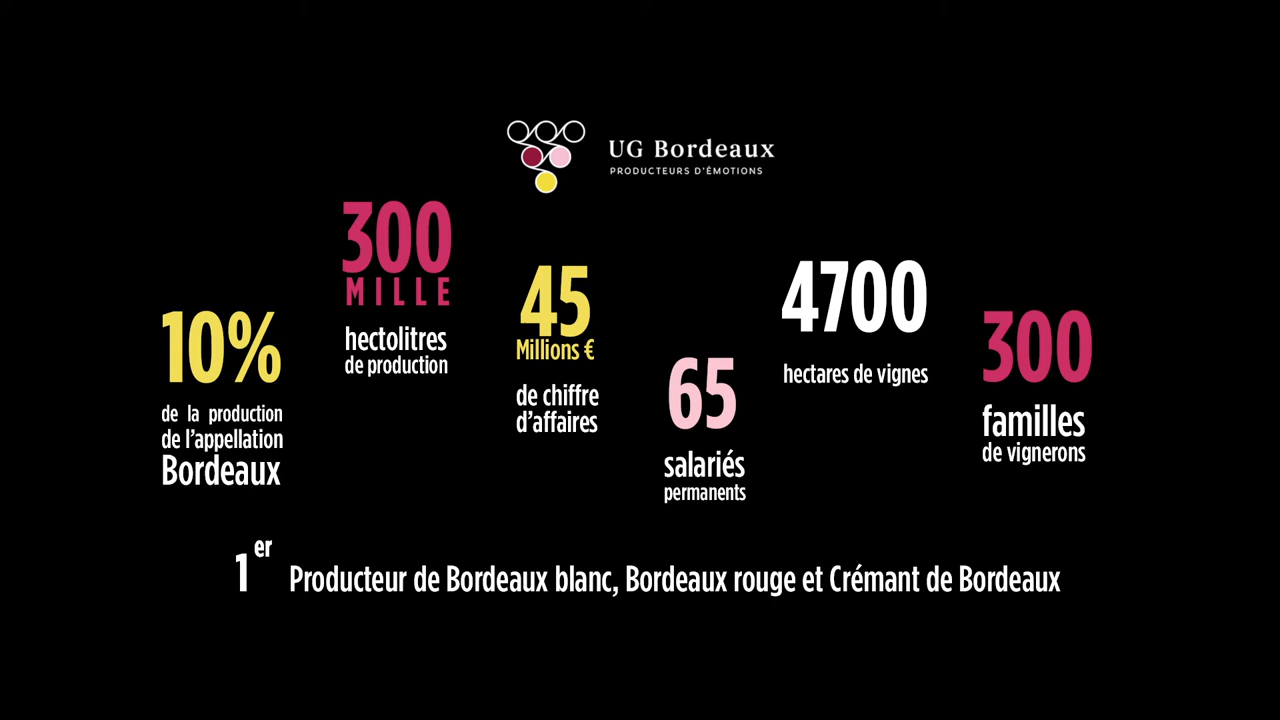 UG Bordeaux
PRODUCTEURS D'ÉMOTIONS
10%
de la production
de l'appellation
Bordeaux
300
MILLE
hectolitres
de production
45
Millions €
de chiffre
d'affaires
65
salariés
permanents
4700
hectares de vignes
300
familles
de vignerons
1er Producteur de Bordeaux blanc, Bordeaux rouge et Crémant de Bordeaux